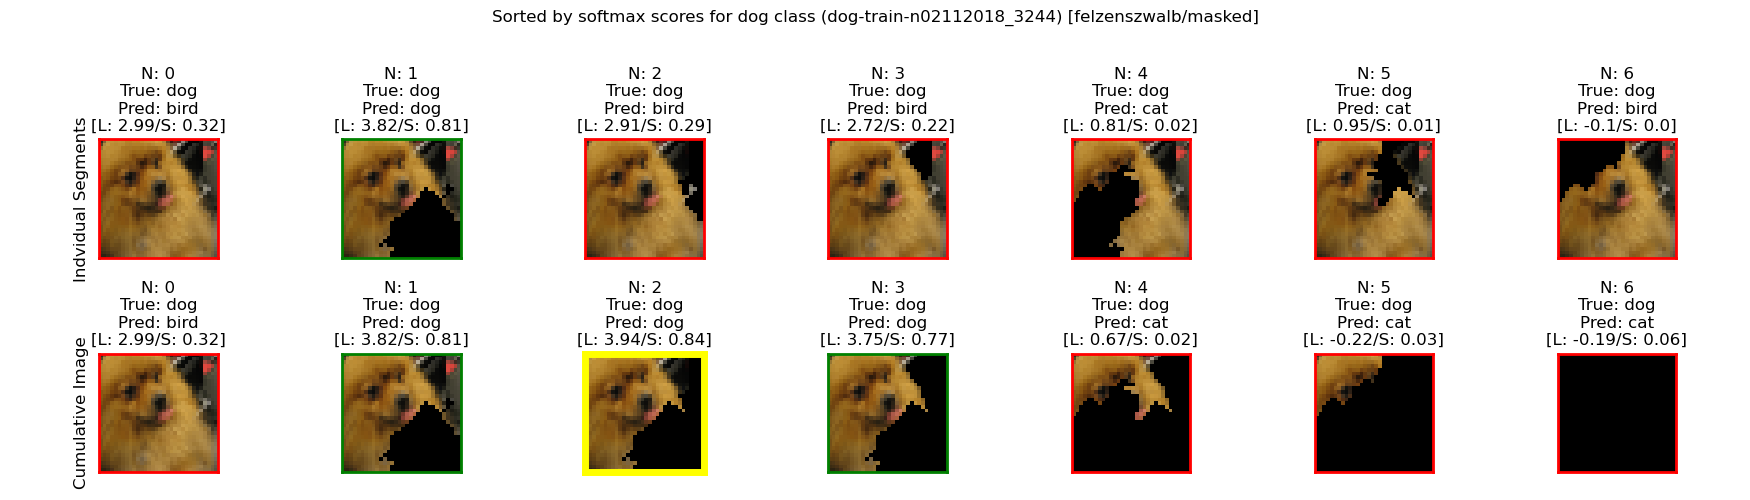 Sorted by softmax scores for dog class (dog-train-n02112018_3244) [felzenszwalb/masked]
Indvidual Segments
N: 0
True: dog
Pred: bird
[L: 2.99/S: 0.32]
N: 1
True: dog
Pred: dog
[L: 3.82/S: 0.81]
N: 2
True: dog
Pred: bird
[L: 2.91/S: 0.29]
N: 3
True: dog
Pred: bird
[L: 2.72/S: 0.22]
N: 4
True: dog
Pred: cat
[L: 0.81/S: 0.02]
N: 5
True: dog
Pred: cat
[L: 0.95/S: 0.01]
N: 6
True: dog
Pred: bird
[L: -0.1/S: 0.0]
Cumulative Image
N: 0
True: dog
Pred: bird
[L: 2.99/S: 0.32]
N: 1
True: dog
Pred: dog
[L: 3.82/S: 0.81]
N: 2
True: dog
Pred: dog
[L: 3.94/S: 0.84]
N: 3
True: dog
Pred: dog
[L: 3.75/S: 0.77]
N: 4
True: dog
Pred: cat
[L: 0.67/S: 0.02]
N: 5
True: dog
Pred: cat
[L: -0.22/S: 0.03]
N: 6
True: dog
Pred: cat
[L: -0.19/S: 0.06]